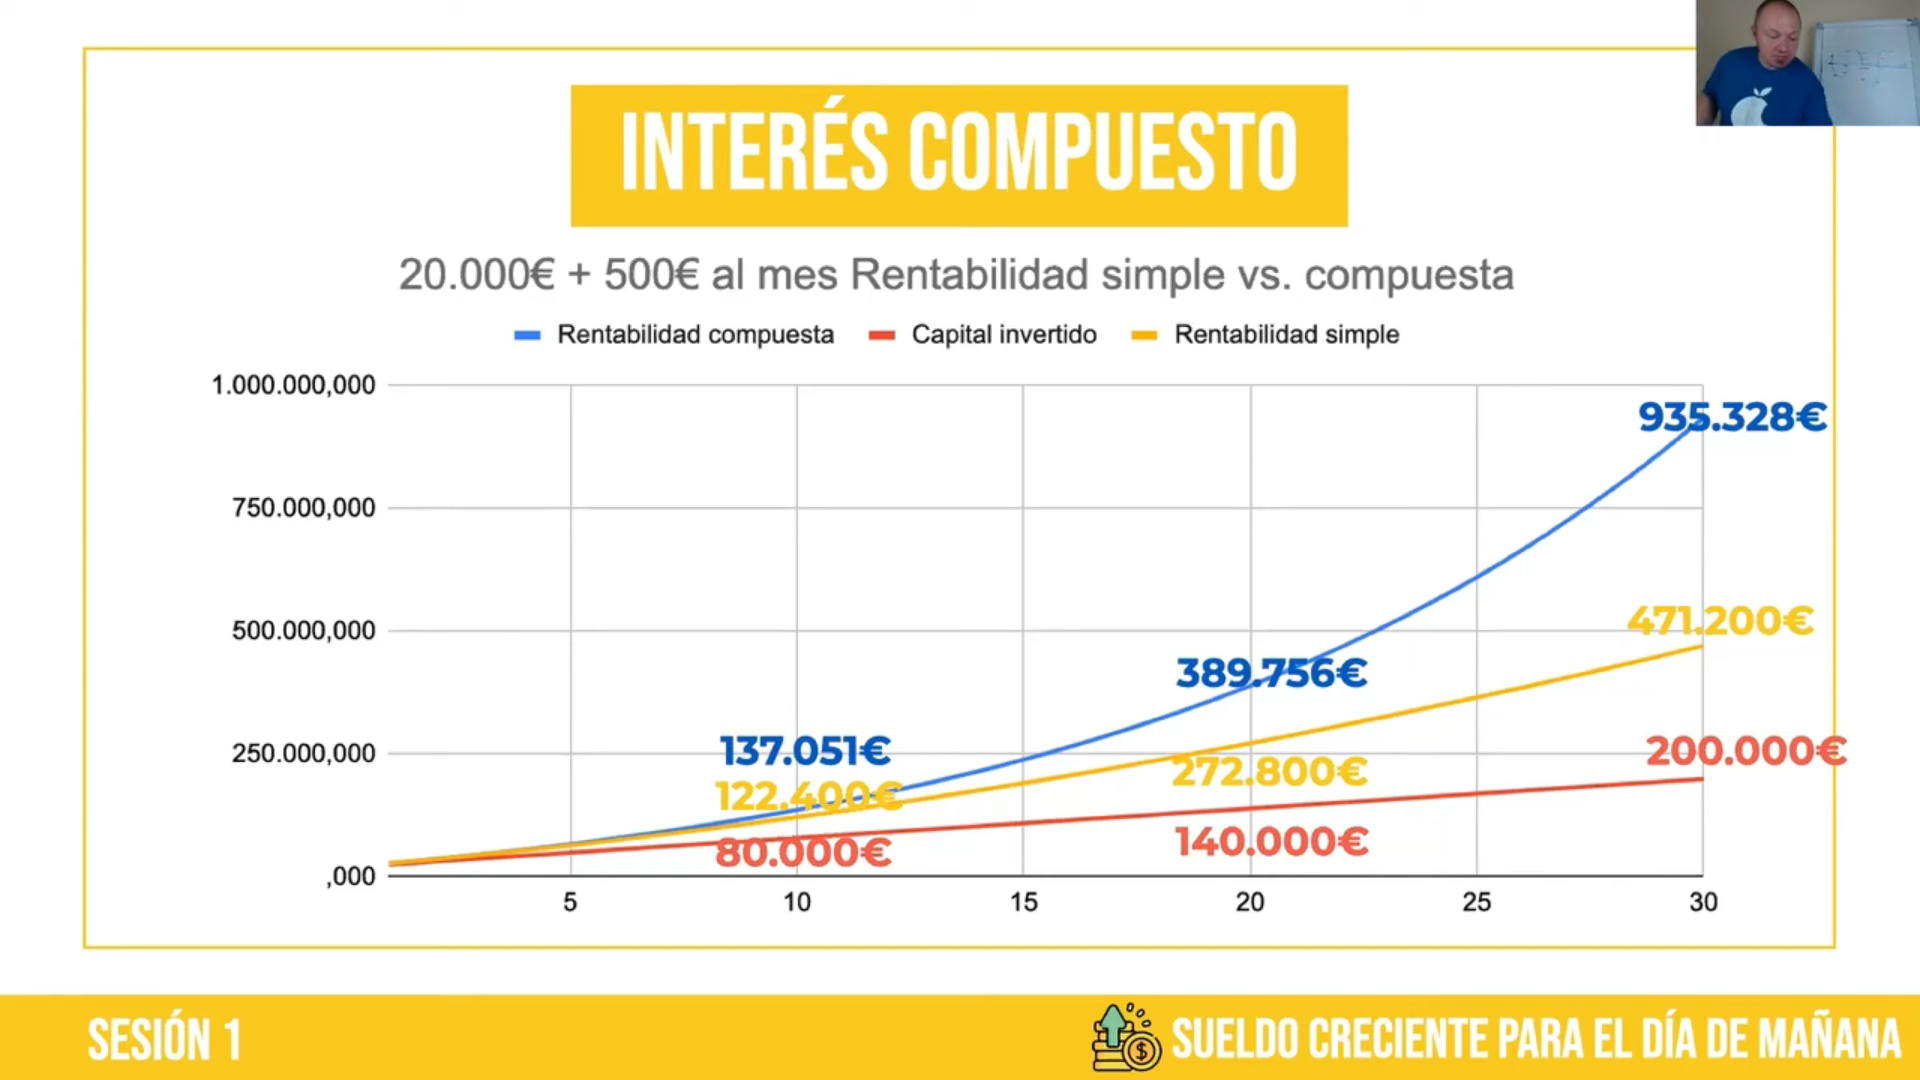 INTERÉS COMPUESTO
20.000€ + 500€ al mes Rentabilidad simple vs. compuesta
Rentabilidad compuesta Capital invertido Rentabilidad simple
1.000.000,000
935.328€
750.000,000
500.000,000
471.200€
389.756€
250.000,000
137.051€
200.000€
122.400€
272.800€
80.000€
140.000€
,000
5 10 15 20 25 30
SESIÓN 1
$
SUELDO CRECIENTE PARA EL DÍA DE MAÑANA